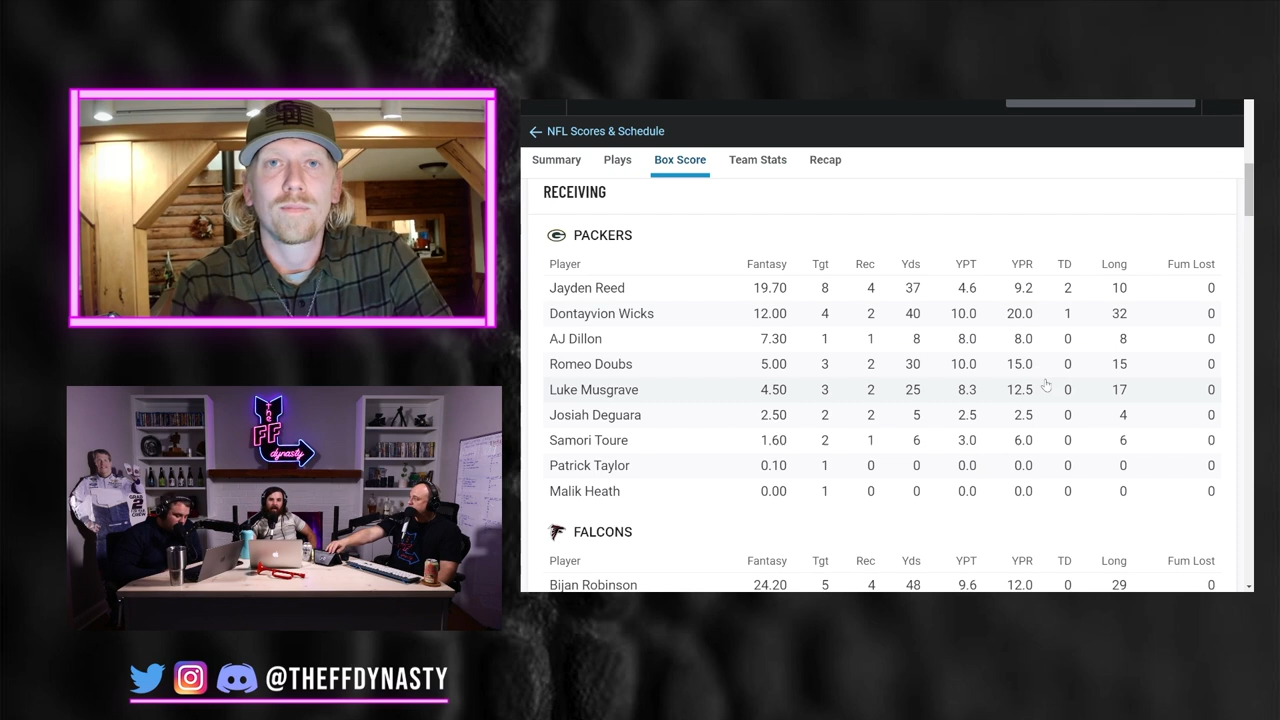 SD
The
FF
dynasty
GRAB
2
@THEFFDYNASTY
NFL Scores & Schedule
Summary Plays Box Score Team Stats Recap
RECEIVING
PACKERS
Player Fantasy Tgt Rec Yds YPT YPR TD Long Fum Lost
Jayden Reed 19.70 8 4 37 4.6 9.2 2 10 0
Dontayvion Wicks 12.00 4 2 40 10.0 20.0 1 32 0
AJ Dillon 7.30 1 1 8 8.0 8.0 0 8 0
Romeo Doubs 5.00 3 2 30 10.0 15.0 0 15 0
Luke Musgrave 4.50 3 2 25 8.3 12.5 0 17 0
Josiah Deguara 2.50 2 2 5 2.5 2.5 0 4 0
Samori Toure 1.60 2 1 6 3.0 6.0 0 6 0
Patrick Taylor 0.10 1 0 0 0.0 0.0 0 0 0
Malik Heath 0.00 1 0 0 0.0 0.0 0 0 0
FALCONS
Player Fantasy Tgt Rec Yds YPT YPR TD Long Fum Lost
Bijan Robinson 24.20 5 4 48 9.6 12.0 0 29 0